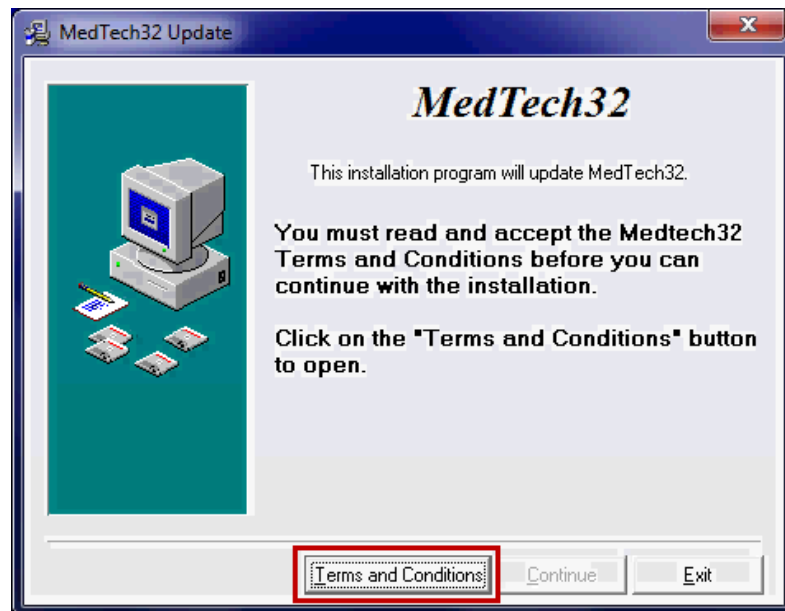 MedTech32 Update
MedTech32
This installation program will update MedTech32.
You must read and accept the Medtech32
Terms and Conditions before you can
continue with the installation.
Click on the "Terms and Conditions" button
to open.
Terms and Conditions Continue Exit